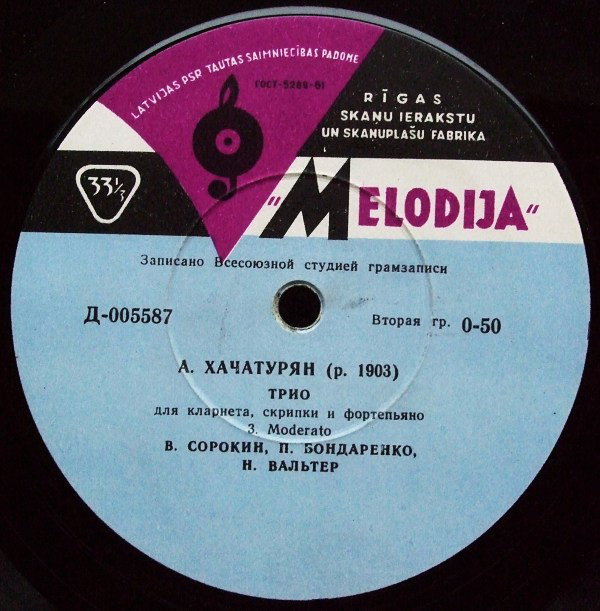 LATVIJAS PSR TAUTAS SAIMNIECĪBAS PADOME
ГОСТ-5289-61
RĪGAS
SKAŅU IERAKSTU
UN SKAŅUPLAŠU FABRIKA
33⅓
"MELODIJA"
Записано Всесоюзной студией грамзаписи
Д-005587
Вторая гр. 0-50
А. ХАЧАТУРЯН (р. 1903)
ТРИО
для кларнета, скрипки и фортепьяно
3. Moderato
В. СОРОКИН, П. БОНДАРЕНКО,
Н. ВАЛЬТЕР